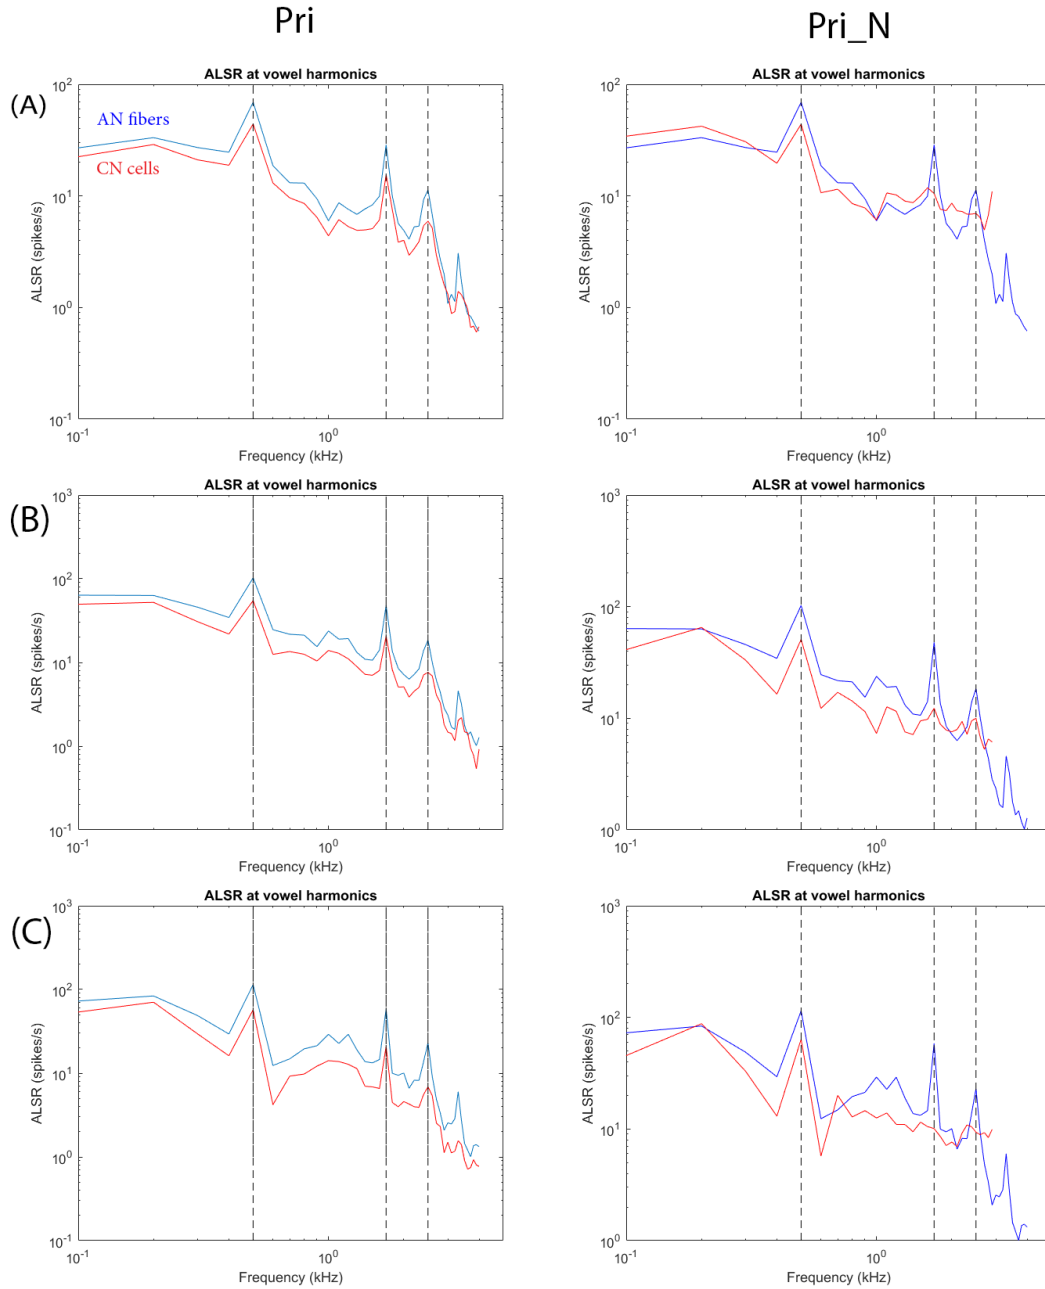 Pri
Pri_N
(A)
ALSR at vowel harmonics
10^2
10^1
10^0
10^-1
ALSR (spikes/s)
AN fibers
CN cells
10^-1
10^0
Frequency (kHz)
ALSR at vowel harmonics
10^2
10^1
10^0
10^-1
ALSR (spikes/s)
10^-1
10^0
Frequency (kHz)
(B)
ALSR at vowel harmonics
10^3
10^2
10^1
10^0
10^-1
ALSR (spikes/s)
10^-1
10^0
Frequency (kHz)
ALSR at vowel harmonics
10^3
10^2
10^1
10^0
ALSR (spikes/s)
10^-1
10^0
Frequency (kHz)
(C)
ALSR at vowel harmonics
10^3
10^2
10^1
10^0
10^-1
ALSR (spikes/s)
10^-1
10^0
Frequency (kHz)
ALSR at vowel harmonics
10^3
10^2
10^1
10^0
ALSR (spikes/s)
10^-1
10^0
Frequency (kHz)